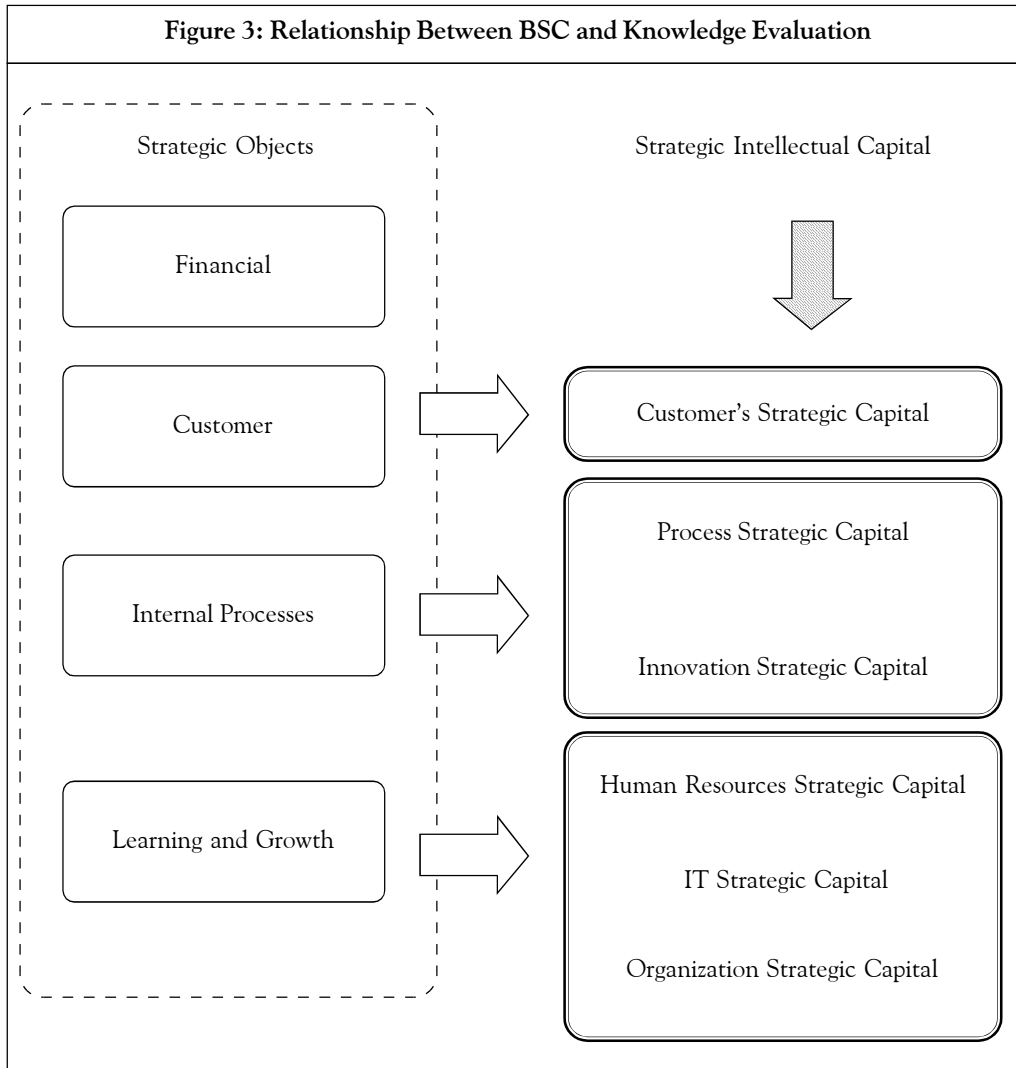 Figure 3: Relationship Between BSC and Knowledge Evaluation
Strategic Objects
Financial
Customer
Internal Processes
Learning and Growth
Strategic Intellectual Capital
Customer's Strategic Capital
Process Strategic Capital
Innovation Strategic Capital
Human Resources Strategic Capital
IT Strategic Capital
Organization Strategic Capital